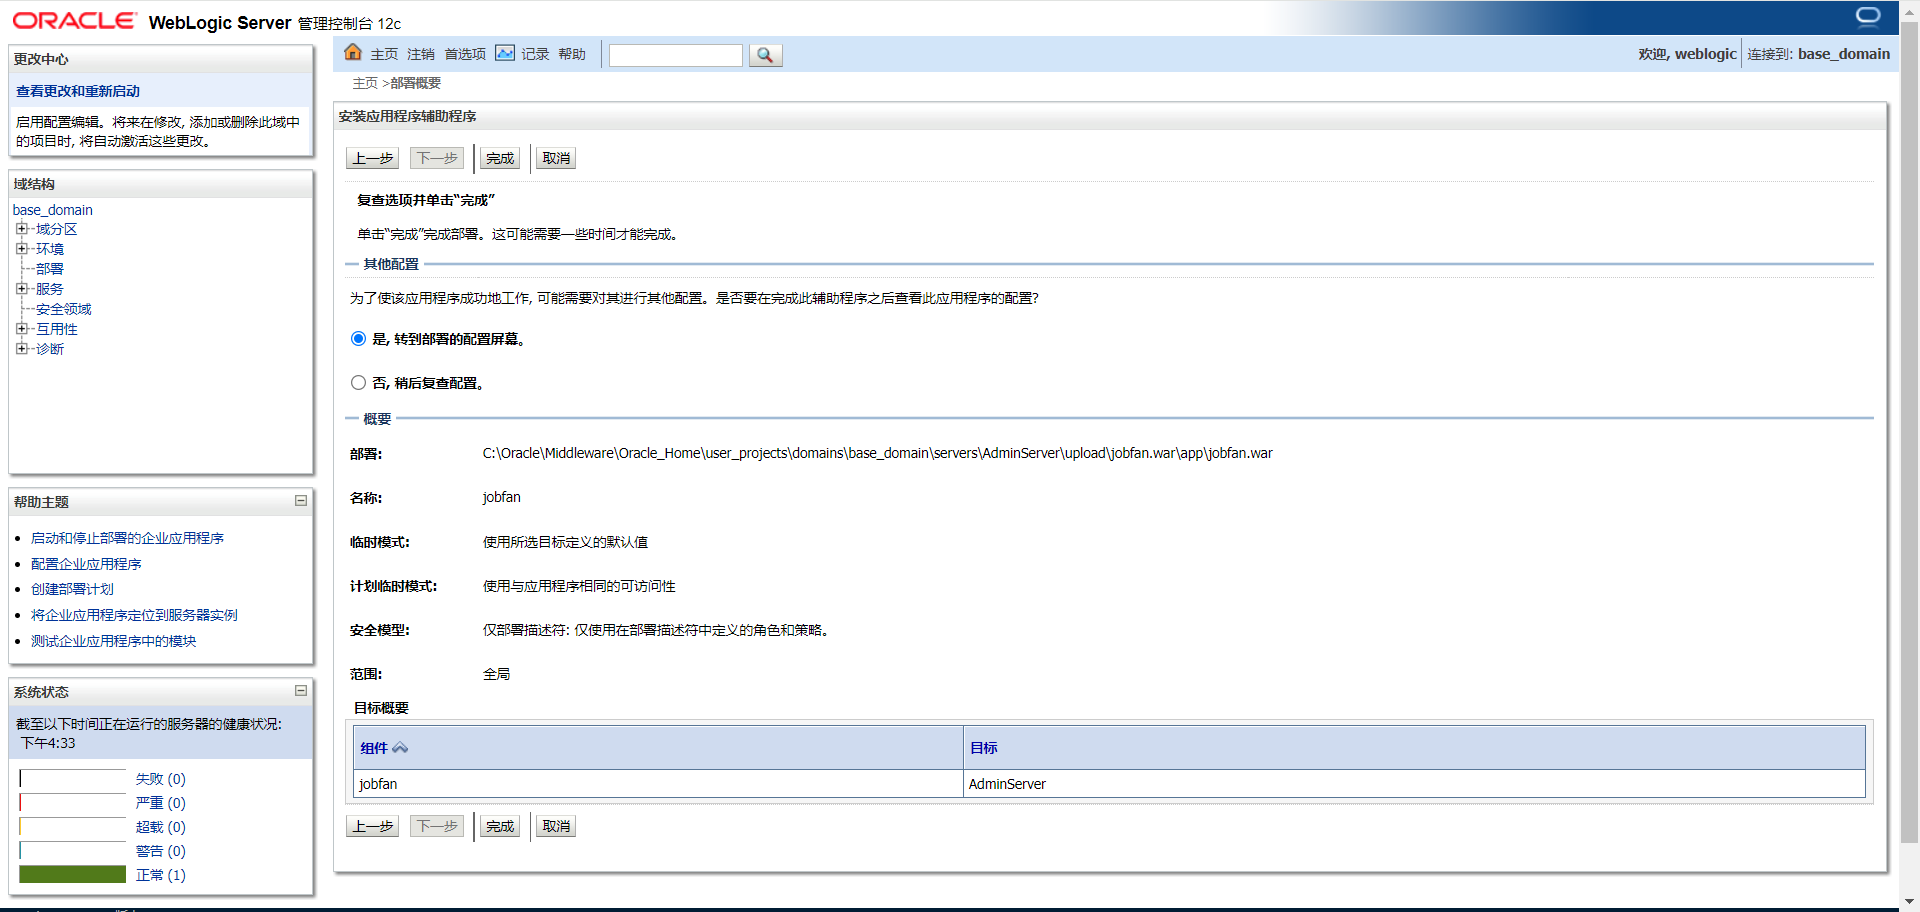 ORACLE WebLogic Server 管理控制台 12c
更改中心
查看更改和重新启动
启用配置编辑。将来在修改, 添加或删除此域中
的项目时, 将自动激活这些更改。
域结构
base_domain
域分区
环境
部署
服务
安全领域
互用性
诊断
帮助主题
启动和停止部署的企业应用程序
配置企业应用程序
创建部署计划
将企业应用程序定位到服务器实例
测试企业应用程序中的模块
系统状态
截至以下时间正在运行的服务器的健康状况:
下午4:33
失败 (0)
严重 (0)
超载 (0)
警告 (0)
正常 (1)
主页 注销 首选项 记录 帮助
欢迎, weblogic 连接到: base_domain
主页 >部署概要
安装应用程序辅助程序
上一步 下一步 完成 取消
复查选项并单击“完成”
单击“完成”完成部署。这可能需要一些时间才能完成。
其他配置
为了使该应用程序成功地工作, 可能需要对其进行其他配置。是否要在完成此辅助程序之后查看此应用程序的配置?
是, 转到部署的配置屏幕。
否, 稍后复查配置。
概要
部署: C:\Oracle\Middleware\Oracle_Home\user_projects\domains\base_domain\servers\AdminServer\upload\jobfan.war\app\jobfan.war
名称: jobfan
临时模式: 使用所选目标定义的默认值
计划临时模式: 使用与应用程序相同的可访问性
安全模型: 仅部署描述符: 仅使用在部署描述符中定义的角色和策略。
范围: 全局
目标概要
组件 目标
jobfan AdminServer
上一步 下一步 完成 取消